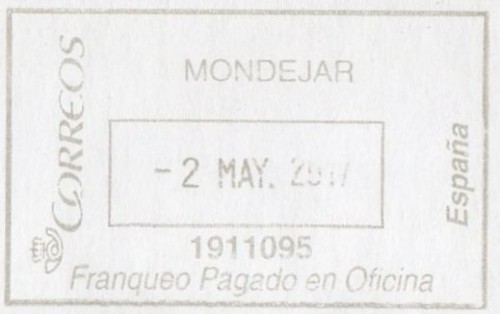 CORREOS
MONDEJAR
- 2 MAY. 2017
1911095
Franqueo Pagado en Oficina
España